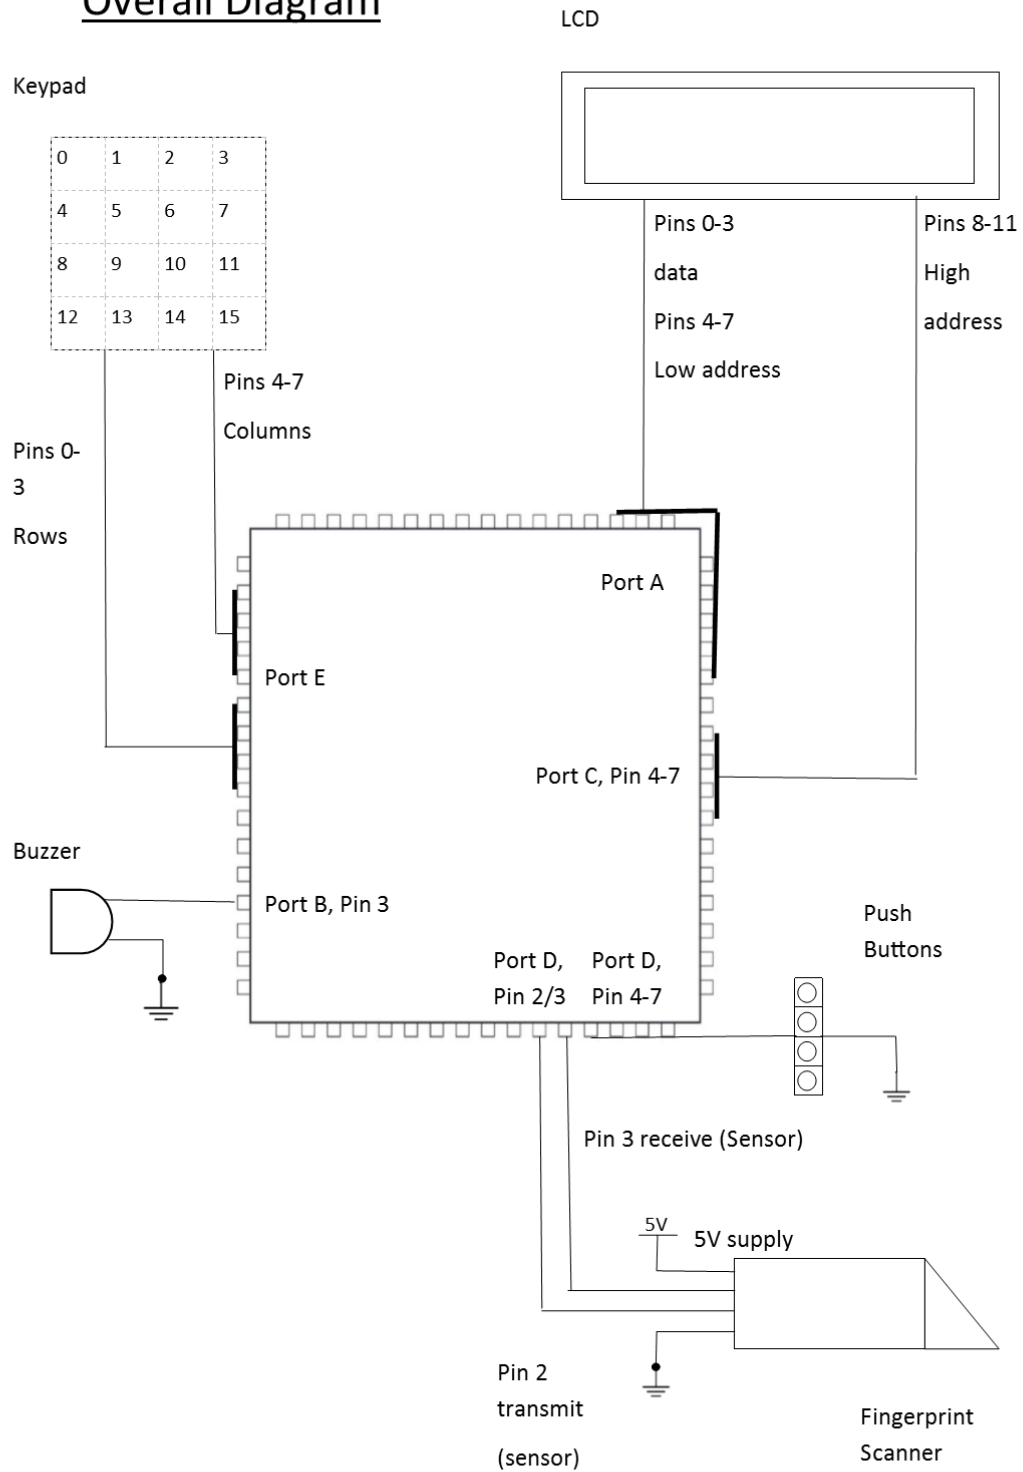 Overall Diagram
LCD
Keypad
0 1 2 3
4 5 6 7
8 9 10 11
12 13 14 15
Pins 0-3
data
Pins 4-7
Low address
Pins 8-11
High
address
Pins 4-7
Columns
Pins 0-
3
Rows
Port A
Port E
Port C, Pin 4-7
Buzzer
Port B, Pin 3
Push
Buttons
Port D,
Pin 2/3
Port D,
Pin 4-7
Pin 3 receive (Sensor)
5V
5V supply
Pin 2
transmit
(sensor)
Fingerprint
Scanner